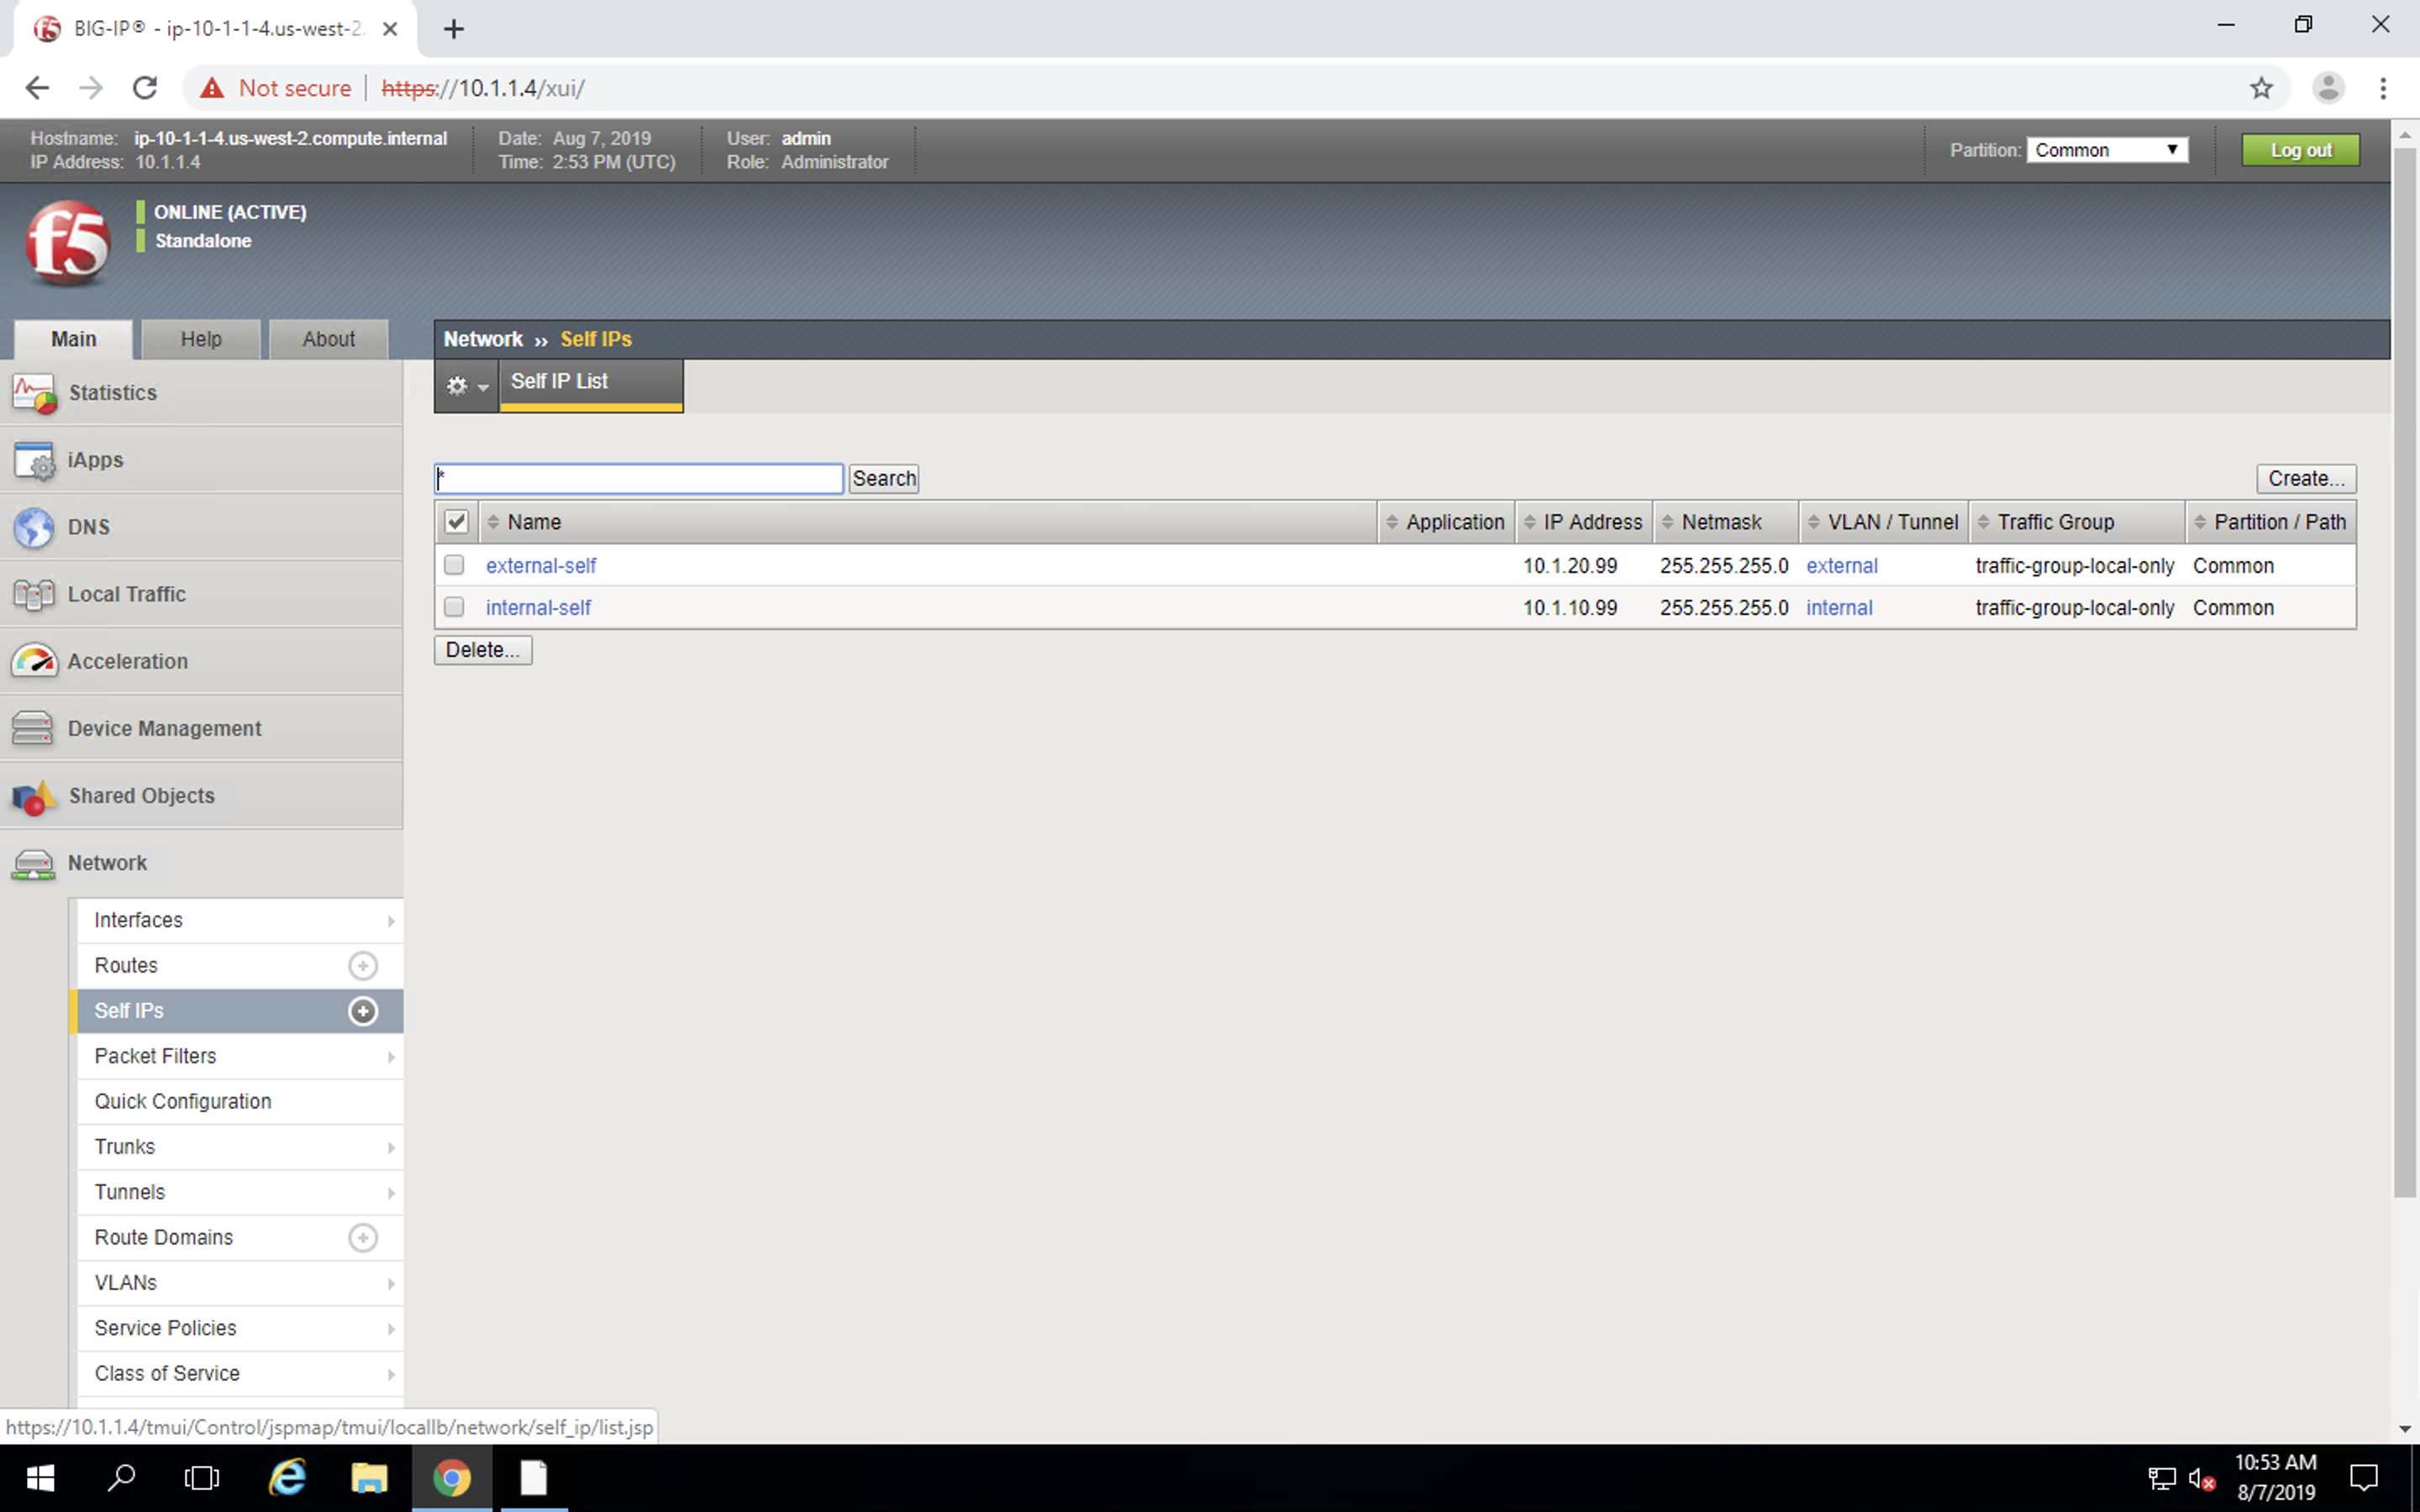 BIG-IP® - ip-10-1-1-4.us-west-2.
Not secure | https://10.1.1.4/xui/
Hostname: ip-10-1-1-4.us-west-2.compute.internal Date: Aug 7, 2019 User: admin
IP Address: 10.1.1.4 Time: 2:53 PM (UTC) Role: Administrator
Partition: Common Log out
f5
ONLINE (ACTIVE)
Standalone
Main Help About
Network ›› Self IPs
Self IP List
Statistics
iApps
DNS
Local Traffic
Acceleration
Device Management
Shared Objects
Network
Interfaces
Routes
Self IPs
Packet Filters
Quick Configuration
Trunks
Tunnels
Route Domains
VLANs
Service Policies
Class of Service
* Search Create...
Name Application IP Address Netmask VLAN / Tunnel Traffic Group Partition / Path
external-self 10.1.20.99 255.255.255.0 external traffic-group-local-only Common
internal-self 10.1.10.99 255.255.255.0 internal traffic-group-local-only Common
Delete...
https://10.1.1.4/tmui/Control/jspmap/tmui/locallb/network/self_ip/list.jsp
10:53 AM
8/7/2019